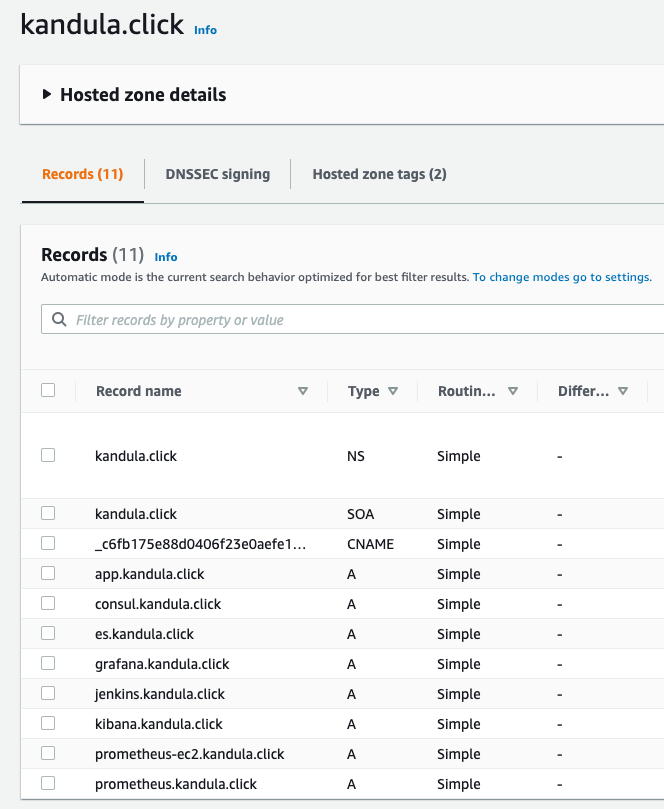 kandula.click Info
Hosted zone details
Records (11) DNSSEC signing Hosted zone tags (2)
Records (11) Info
Automatic mode is the current search behavior optimized for best filter results. To change modes go to settings.
Filter records by property or value
Record name Type Routin... Differ...
kandula.click NS Simple -
kandula.click SOA Simple -
_c6fb175e88d0406f23e0aefe1... CNAME Simple -
app.kandula.click A Simple -
consul.kandula.click A Simple -
es.kandula.click A Simple -
grafana.kandula.click A Simple -
jenkins.kandula.click A Simple -
kibana.kandula.click A Simple -
prometheus-ec2.kandula.click A Simple -
prometheus.kandula.click A Simple -